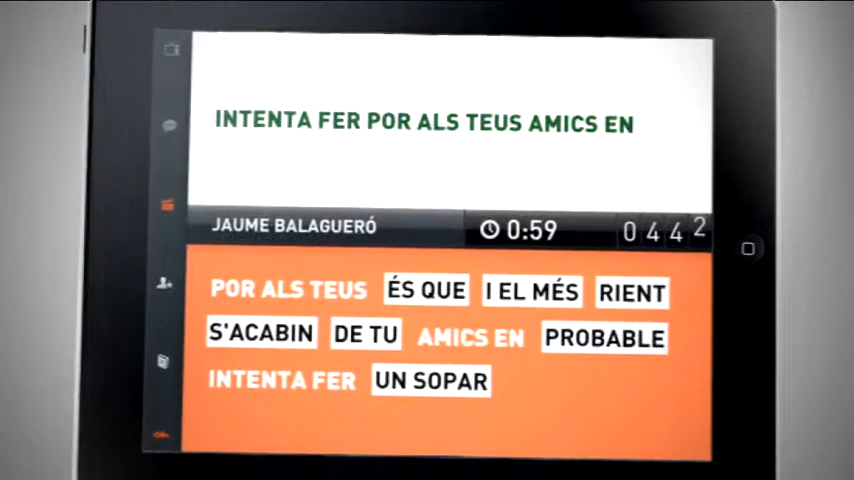 INTENTA FER POR ALS TEUS AMICS EN
JAUME BALAGUERÓ 0:59 0442
POR ALS TEUS ÉS QUE I EL MÉS RIENT
S'ACABIN DE TU AMICS EN PROBABLE
INTENTA FER UN SOPAR